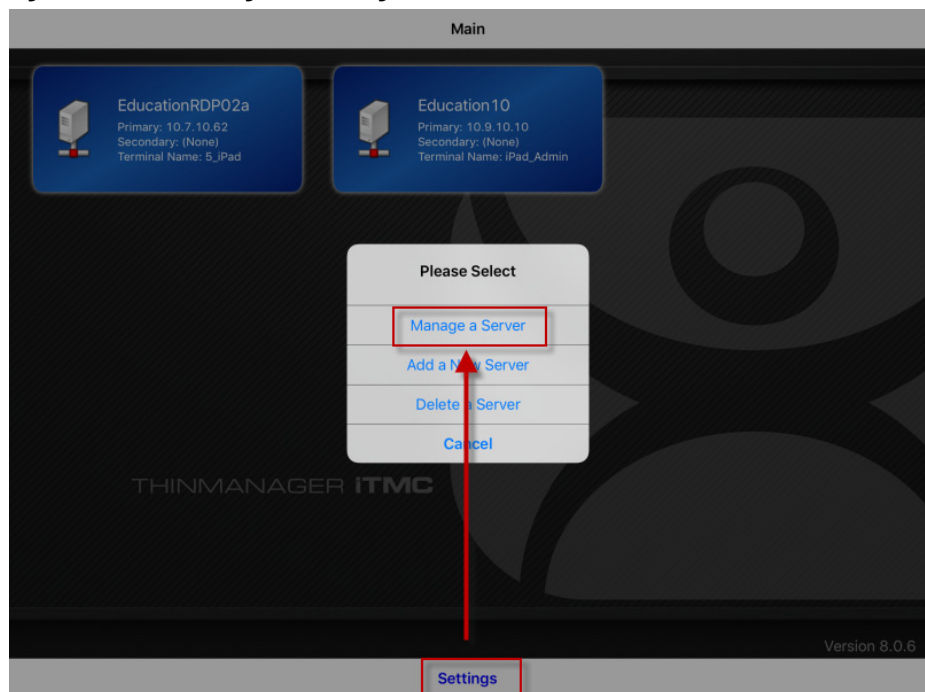 Main
EducationRDP02a
Primary: 10.7.10.62
Secondary: (None)
Terminal Name: 5_iPad
Education10
Primary: 10.9.10.10
Secondary: (None)
Terminal Name: iPad_Admin
Please Select
Manage a Server
Add a New Server
Delete a Server
Cancel
THINMANAGER iTMC
Version 8.0.6
Settings